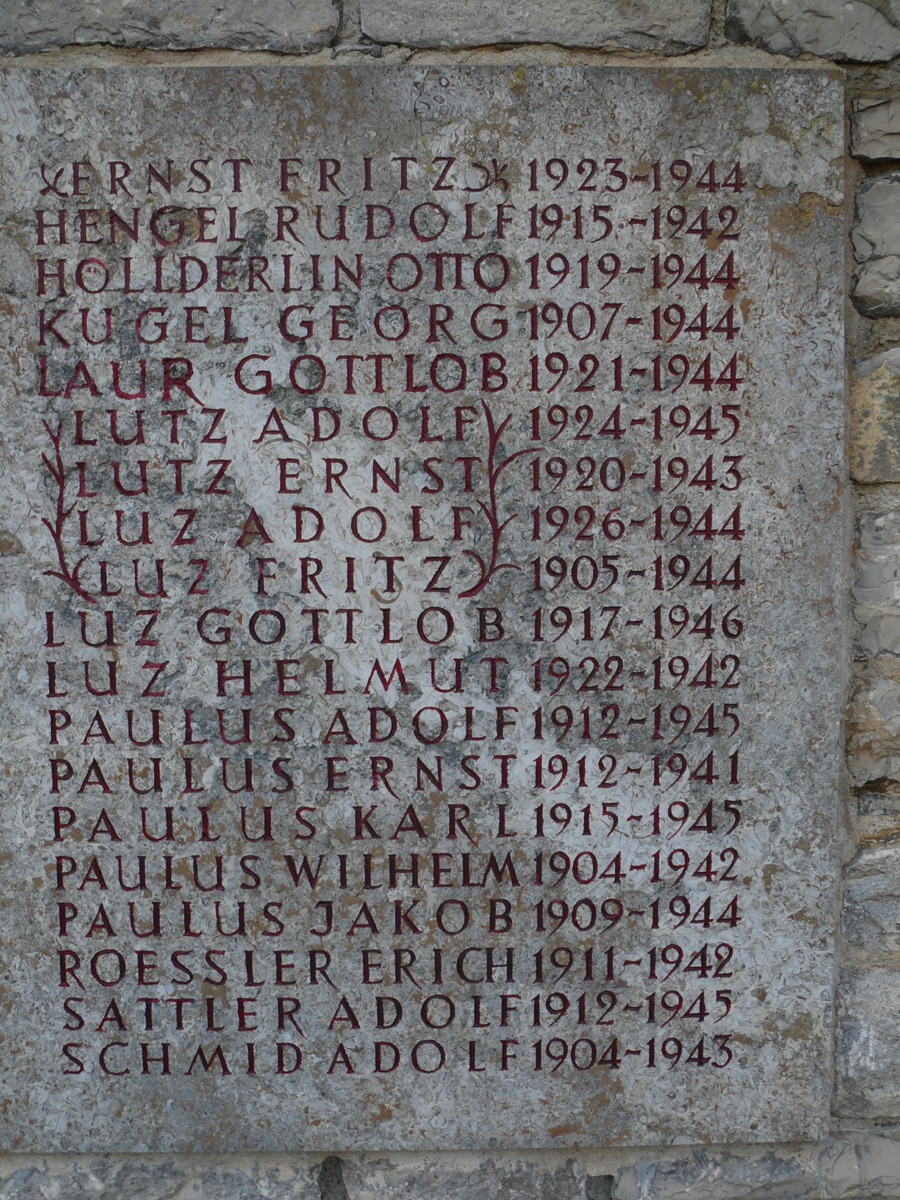 ERNST FRITZ 1923-1944
HENGEL RUDOLF 1915-1942
HÖLLDERLIN OTTO 1919-1944
KUGEL GEORG 1907-1944
LAUR GOTTLOB 1921-1944
LUTZ ADOLF 1924-1945
LUTZ ERNST 1920-1943
LUZ ADOLF 1926-1944
LUZ FRITZ 1905-1944
LUZ GOTTLOB 1917-1946
LUZ HELMUT 1922-1942
PAULUS ADOLF 1912-1945
PAULUS ERNST 1912-1941
PAULUS KARL 1915-1945
PAULUS WILHELM 1904-1942
PAULUS JAKOB 1909-1944
ROESSLER ERICH 1911-1942
SATTLER ADOLF 1912-1945
SCHMID ADOLF 1904-1943